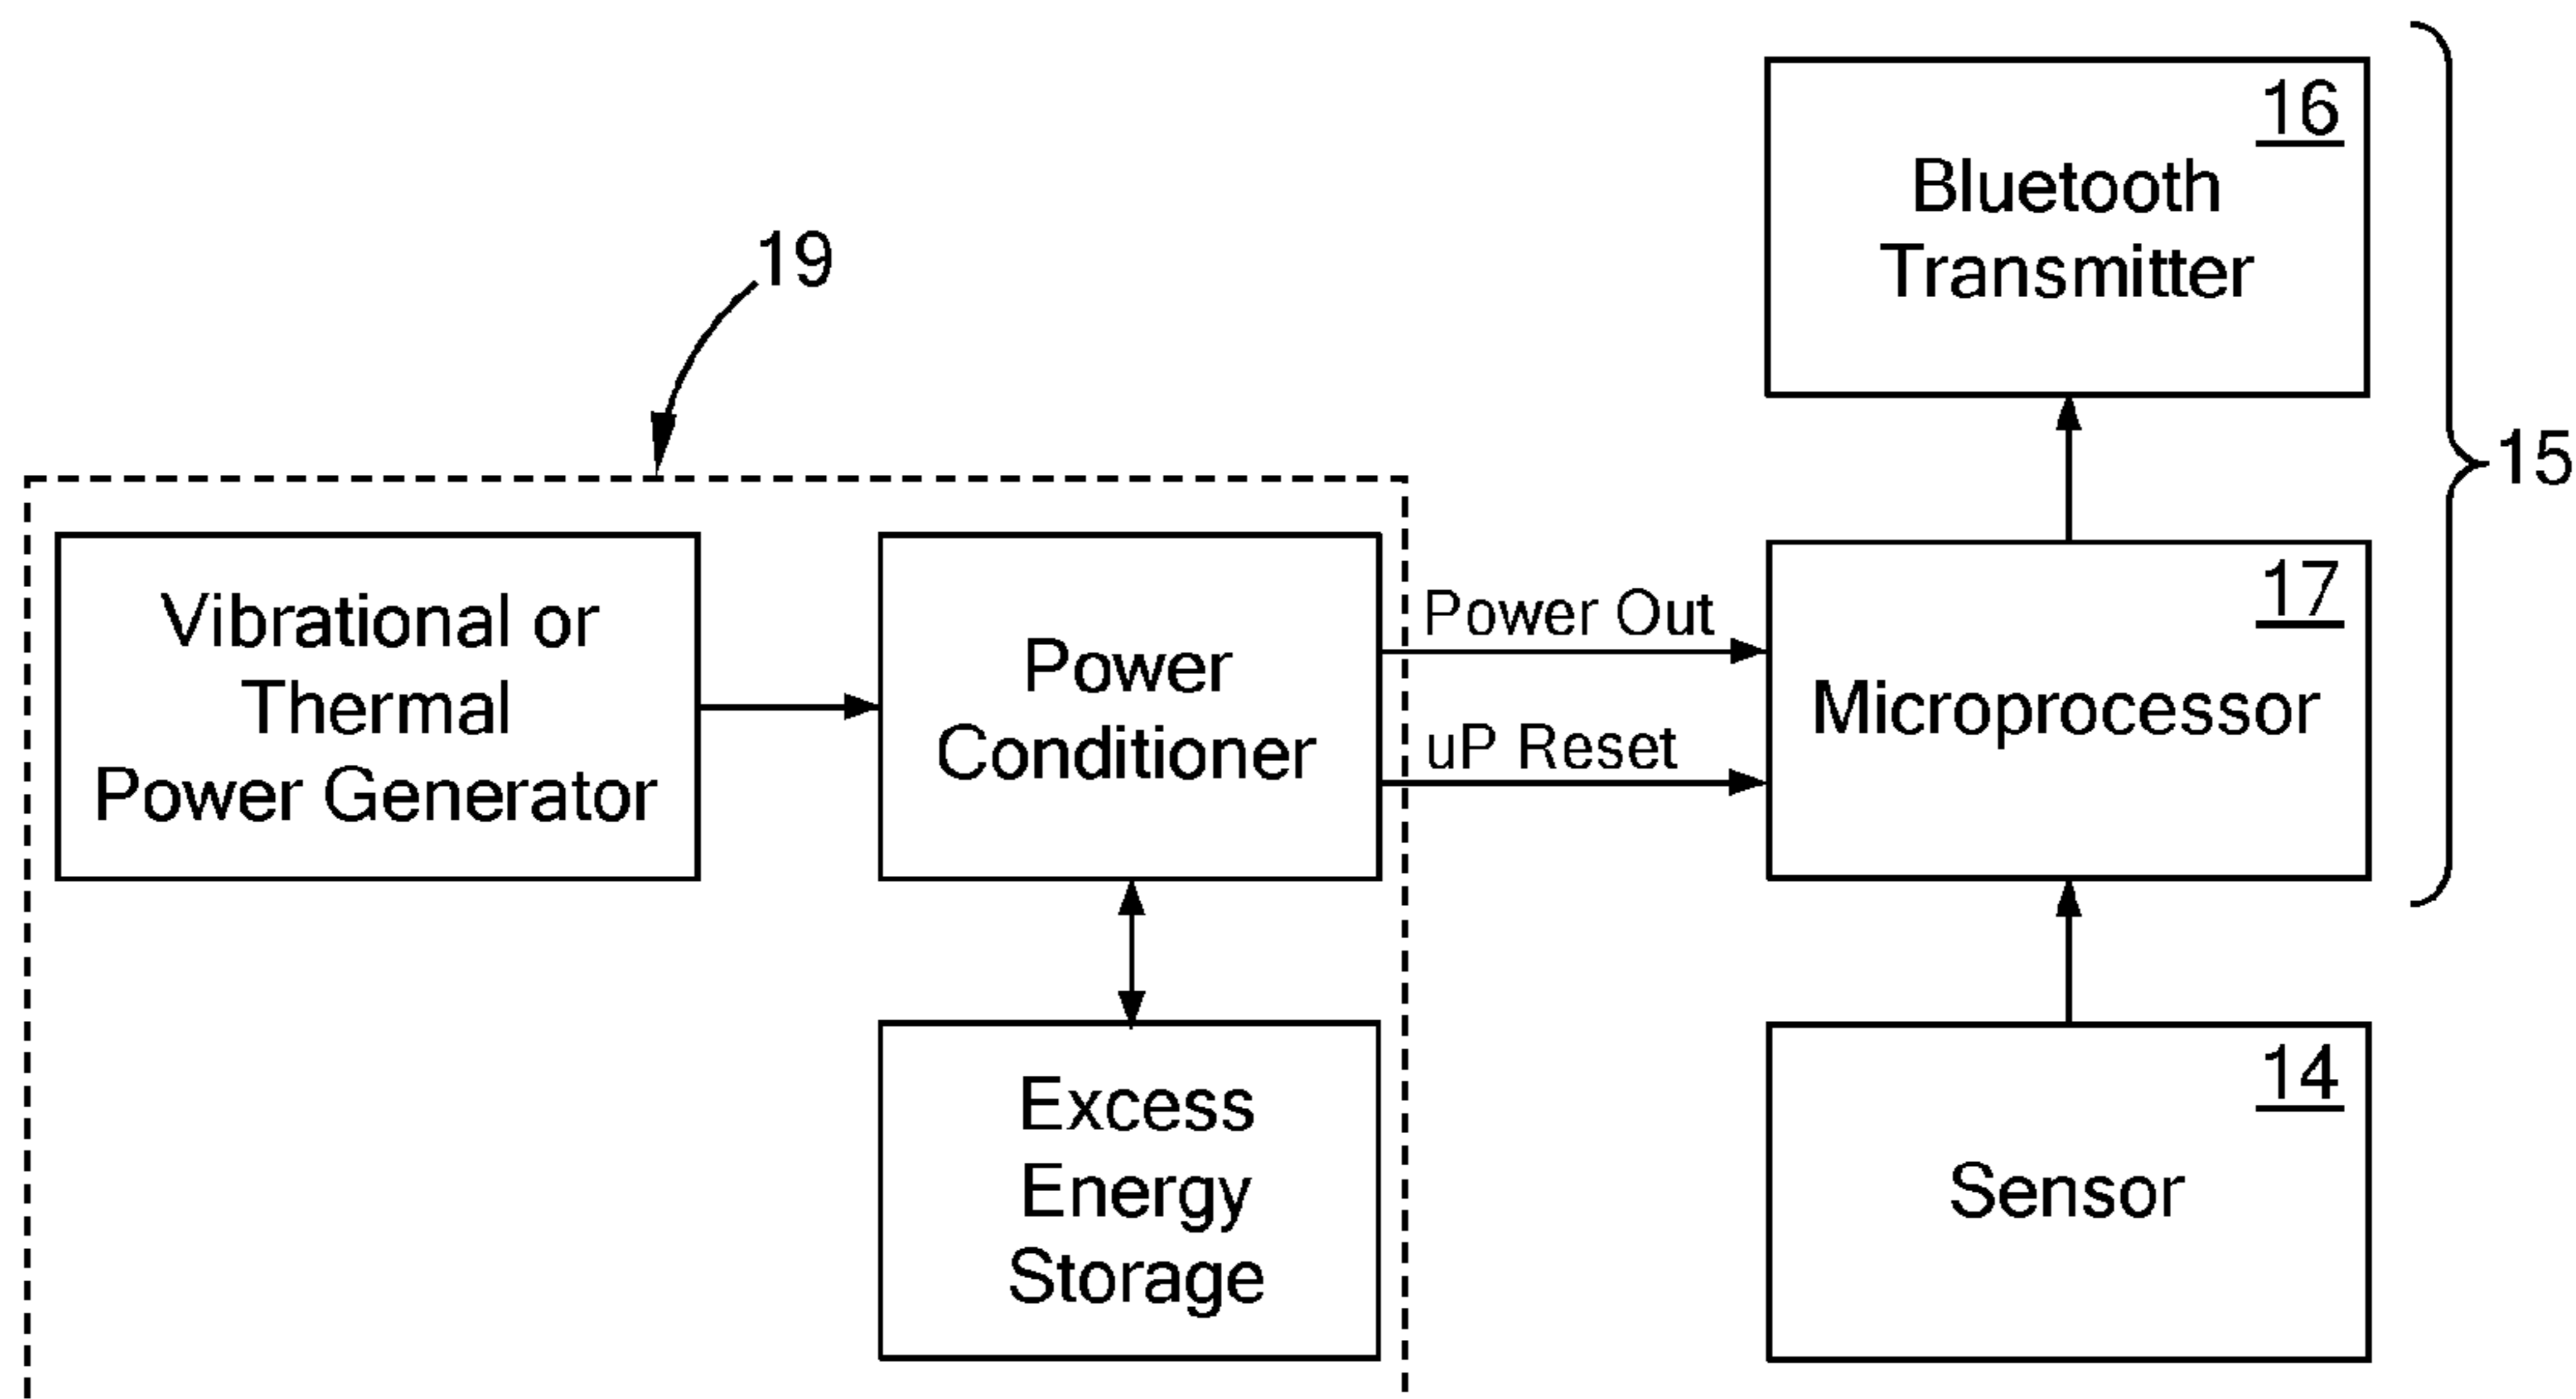 16
Bluetooth
Transmitter
19
15
Vibrational or
Thermal
Power Generator
Power
Conditioner
Power Out
uP Reset
17
Microprocessor
Excess
Energy
Storage
14
Sensor